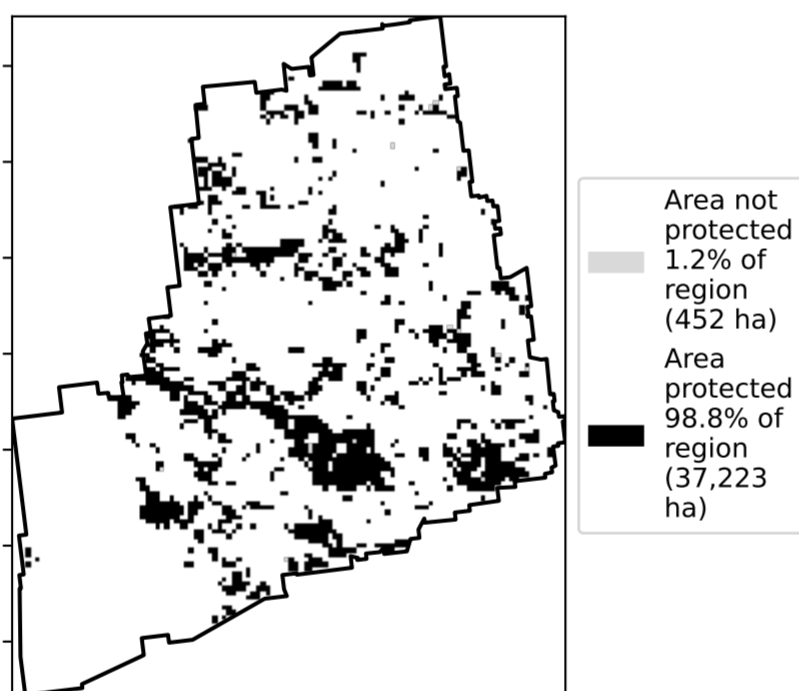 Area not
protected
1.2% of
region
(452 ha)
Area
protected
98.8% of
region
(37,223
ha)